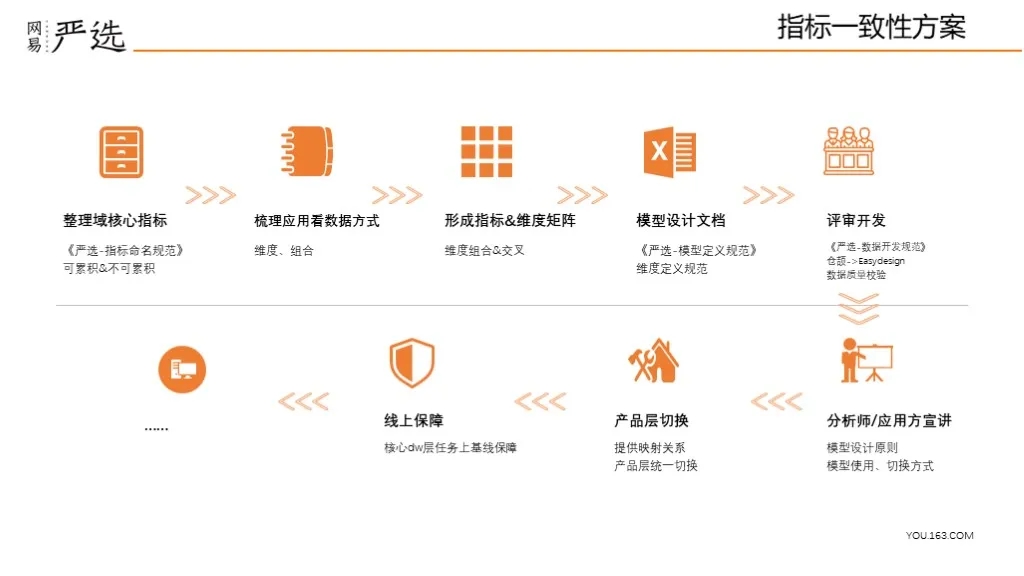 网易严选
指标一致性方案
整理域核心指标
《严选-指标命名规范》
可累积&不可累积
梳理应用看数据方式
维度、组合
形成指标&维度矩阵
维度组合&交叉
X
模型设计文档
《严选-模型定义规范》
维度定义规范
评审开发
《严选-数据开发规范》
仓颉->Easydesign
数据质量校验
分析师/应用方宣讲
模型设计原则
模型使用、切换方式
产品层切换
提供映射关系
产品层统一切换
线上保障
核心dw层任务上基线保障
......
YOU.163.COM